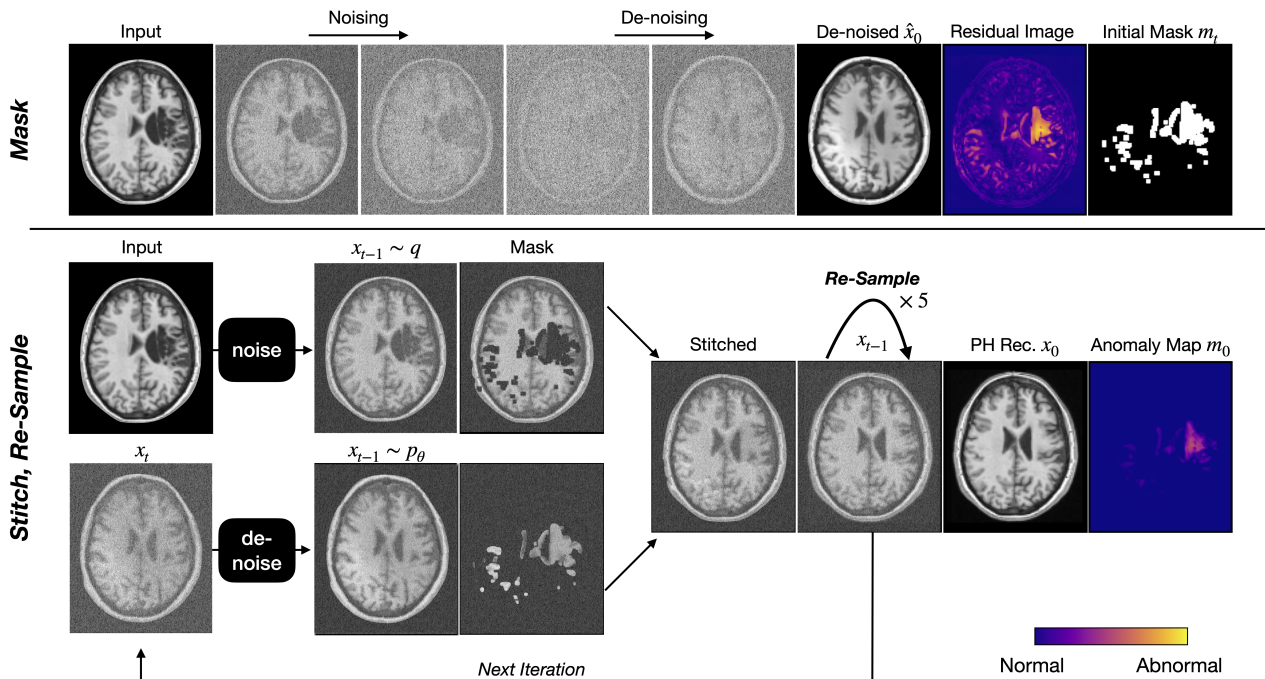 Noising
De-noising
Input
De-noised x̂₀
Residual Image
Initial Mask mₜ
Mask
Input
xₜ₋₁ ∼ q
Mask
Re-Sample
× 5
noise
Stitched
xₜ₋₁
PH Rec. x₀
Anomaly Map m₀
Stitch, Re-Sample
xₜ
xₜ₋₁ ∼ p_θ
de-
noise
Next Iteration
Normal
Abnormal